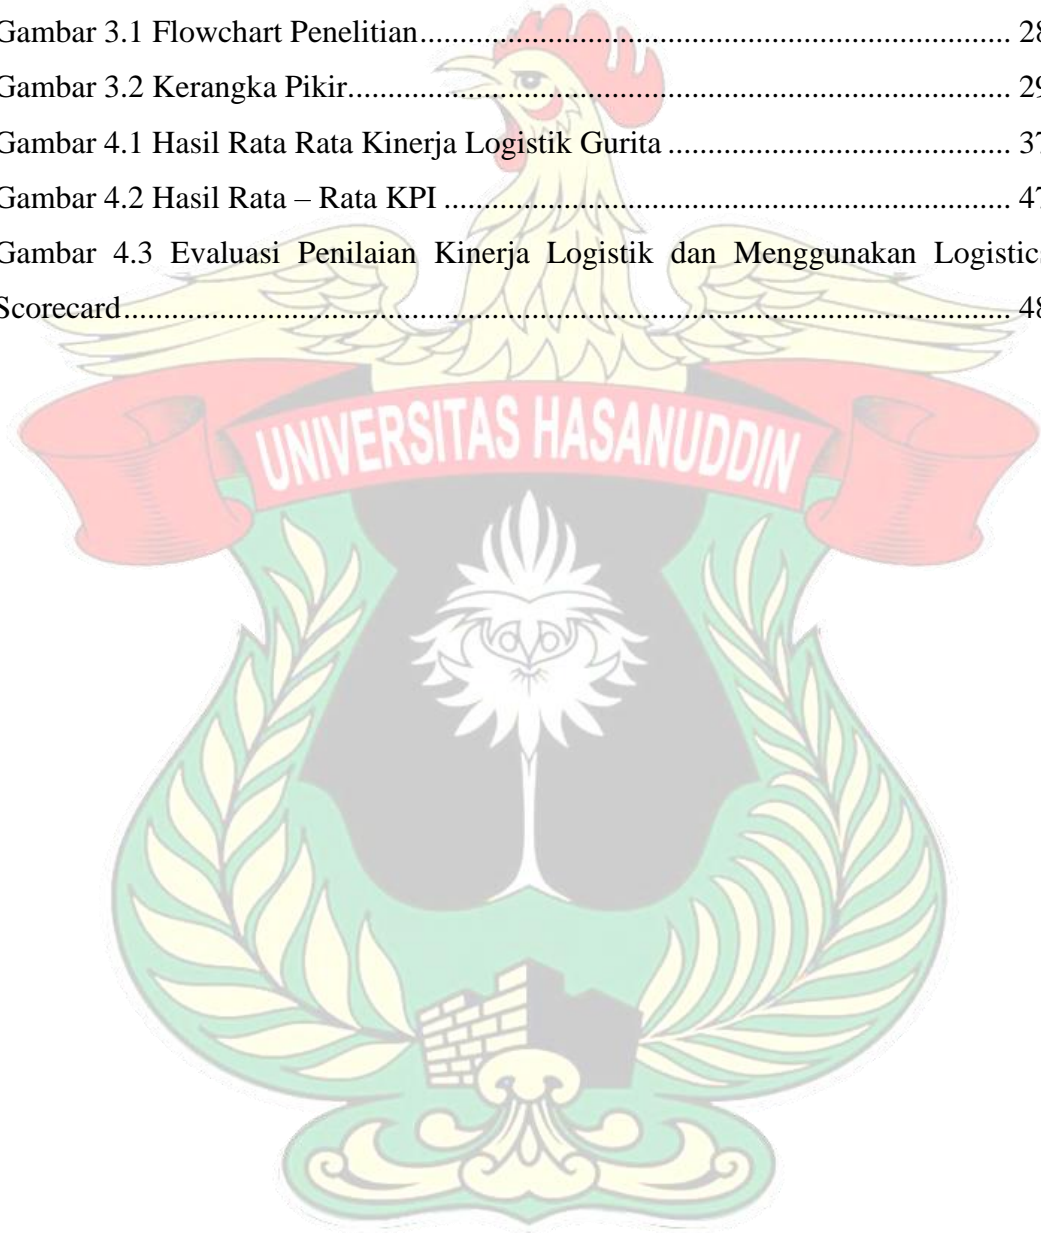 Gambar 3.1 Flowchart Penelitian........................................................................ 28
Gambar 3.2 Kerangka Pikir................................................................................. 29
Gambar 4.1 Hasil Rata Rata Kinerja Logistik Gurita .......................................... 37
Gambar 4.2 Hasil Rata – Rata KPI ..................................................................... 47
Gambar 4.3 Evaluasi Penilaian Kinerja Logistik dan Menggunakan Logistics
Scorecard............................................................................................................ 48
UNIVERSITAS HASANUDDIN